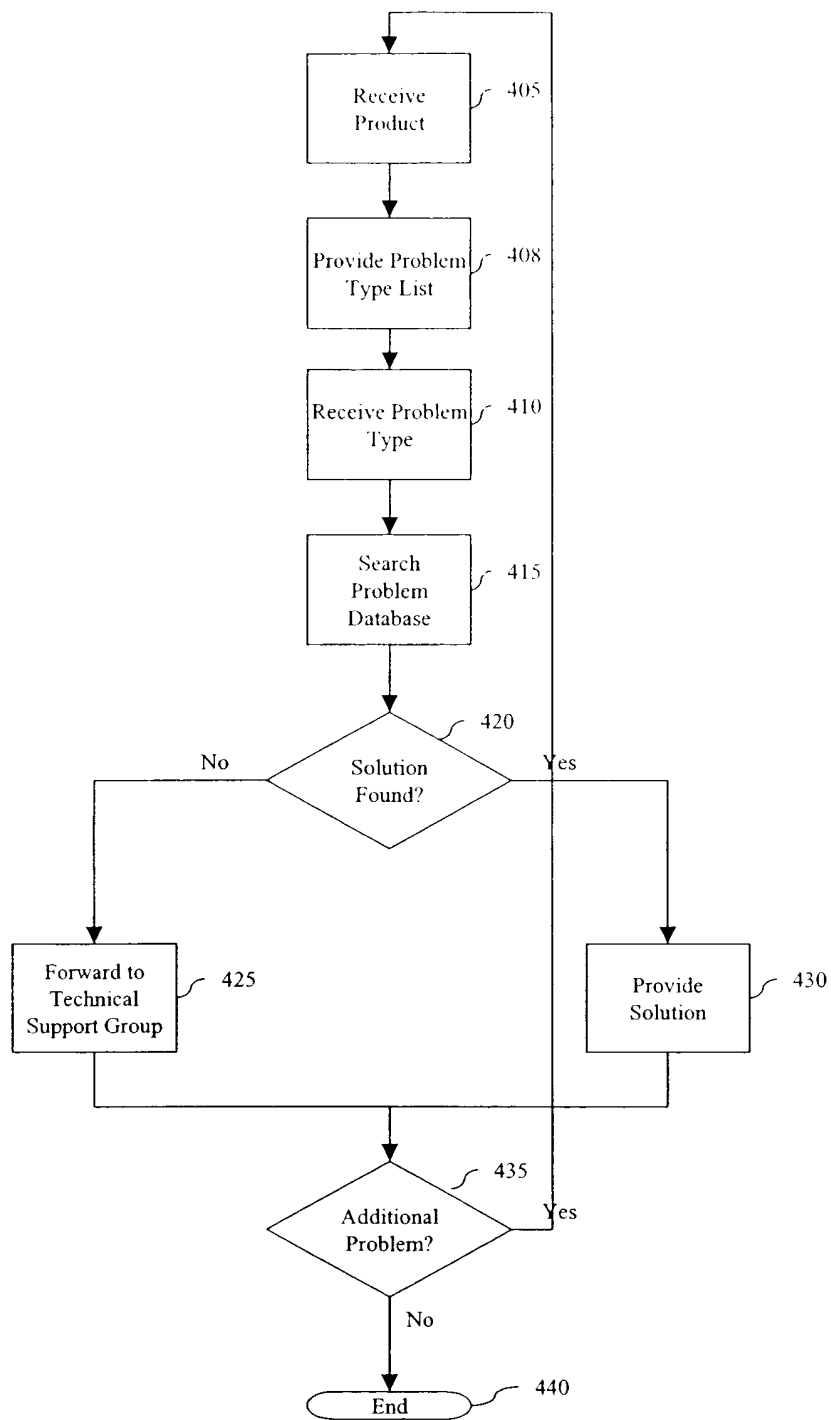 Receive
Product
405
Provide Problem
Type List
408
Receive Problem
Type
410
Search
Problem
Database
415
420
No
Solution
Found?
Yes
Forward to
Technical
Support Group
425
Provide
Solution
430
435
Additional
Problem?
Yes
No
End
440